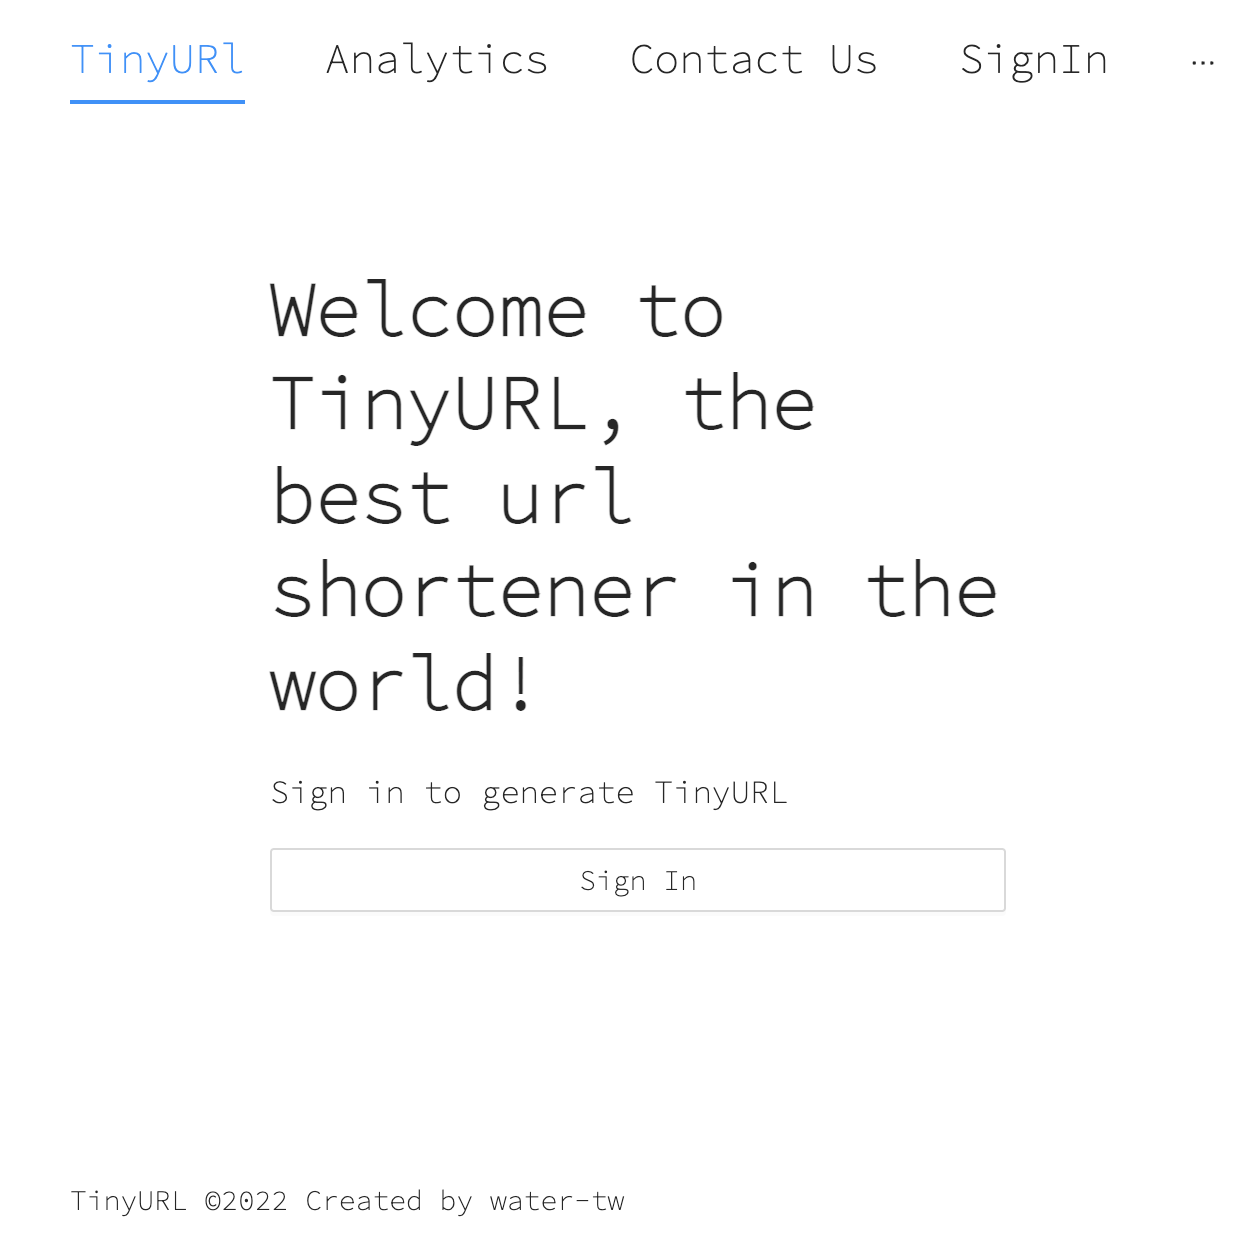 TinyURl Analytics Contact Us SignIn ...
Welcome to
TinyURL, the
best url
shortener in the
world!
Sign in to generate TinyURL
Sign In
TinyURL ©2022 Created by water-tw